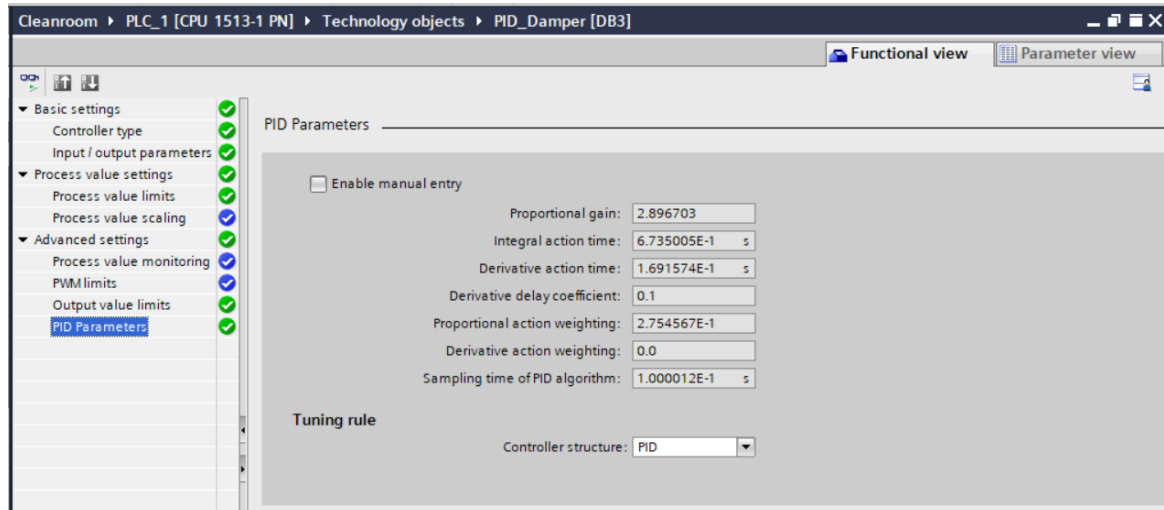 Cleanroom ▸ PLC_1 [CPU 1513-1 PN] ▸ Technology objects ▸ PID_Damper [DB3]
Functional view
Parameter view
Basic settings
Controller type
Input / output parameters
Process value settings
Process value limits
Process value scaling
Advanced settings
Process value monitoring
PWM limits
Output value limits
PID Parameters
PID Parameters
Enable manual entry
Proportional gain: 2.896703
Integral action time: 6.735005E-1 s
Derivative action time: 1.691574E-1 s
Derivative delay coefficient: 0.1
Proportional action weighting: 2.754567E-1
Derivative action weighting: 0.0
Sampling time of PID algorithm: 1.000012E-1 s
Tuning rule
Controller structure: PID